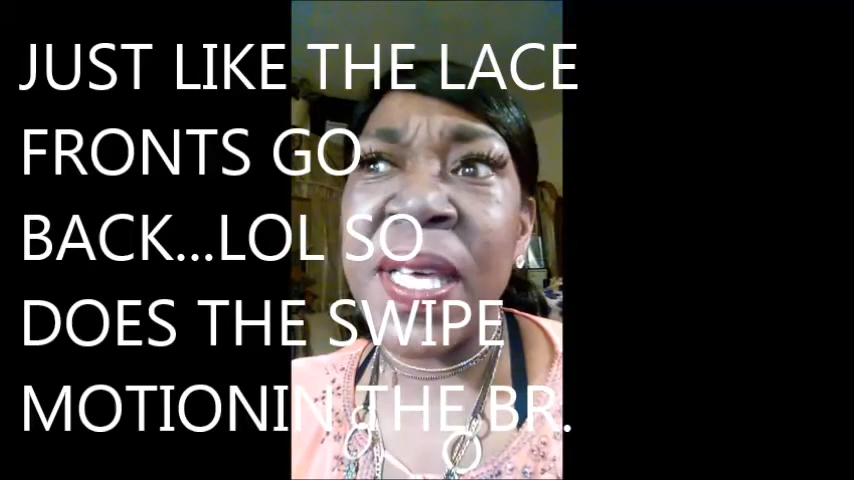 JUST LIKE THE LACE
FRONTS GO
BACK...LOL SO
DOES THE SWIPE
MOTIONIN THE BR.